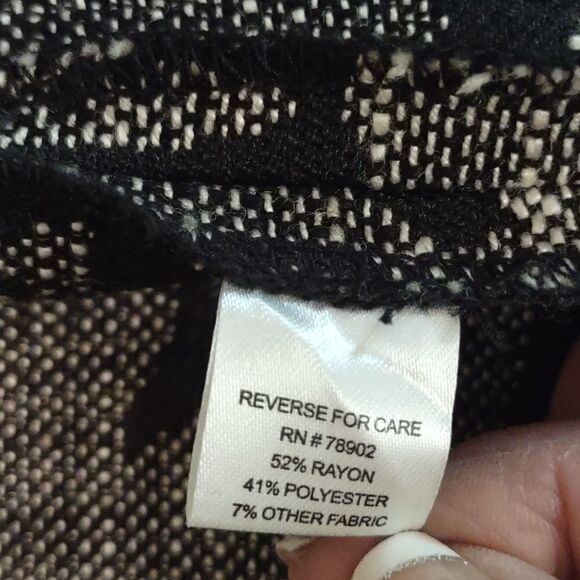 REVERSE FOR CARE
RN # 78902
52% RAYON
41% POLYESTER
7% OTHER FABRIC